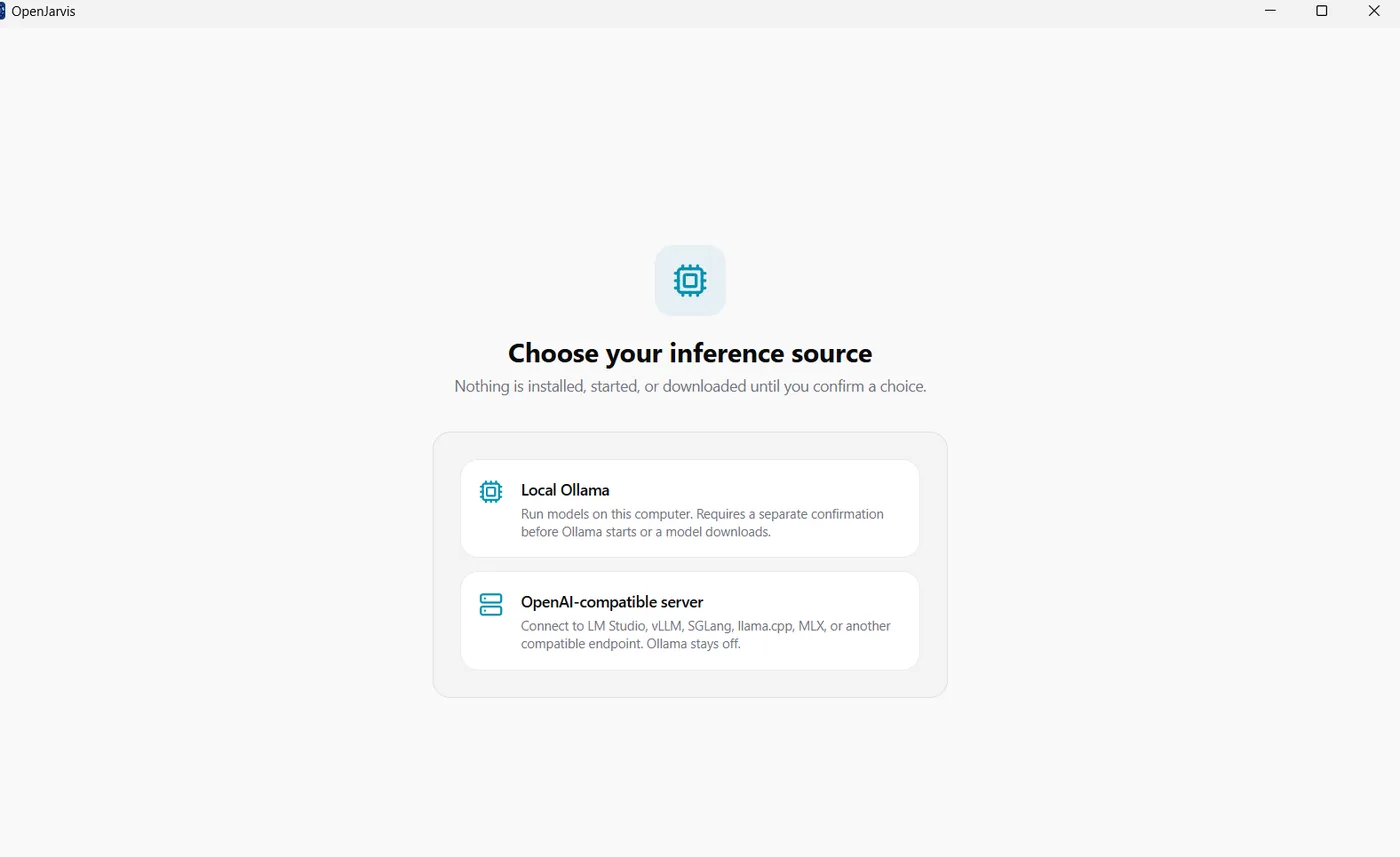 OpenJarvis
Choose your inference source
Nothing is installed, started, or downloaded until you confirm a choice.
Local Ollama
Run models on this computer. Requires a separate confirmation
before Ollama starts or a model downloads.
OpenAI-compatible server
Connect to LM Studio, vLLM, SGLang, llama.cpp, MLX, or another
compatible endpoint. Ollama stays off.